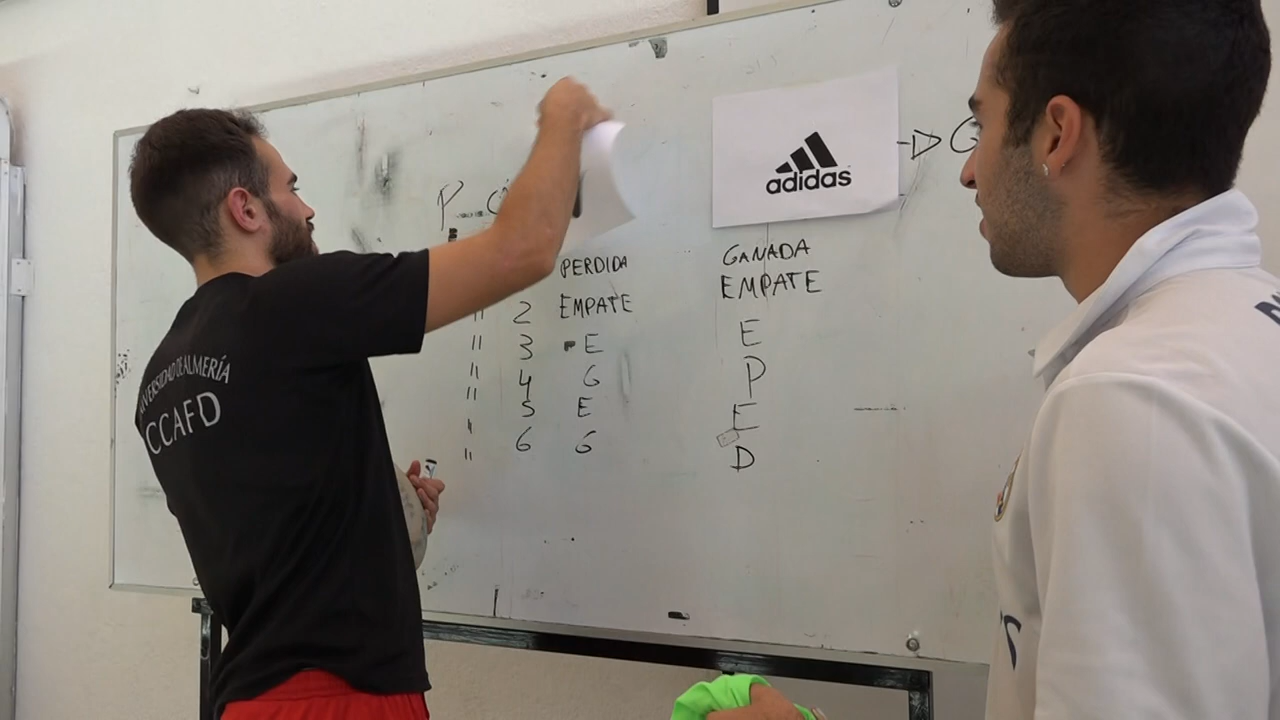 adidas
P
PERDIDA GANADA
" 2 EMPATE EMPATE
" 3 E E
" 4 G P
" 5 E E
" 6 G D
UNIVERSIDAD DE ALMERÍA
CCAFD